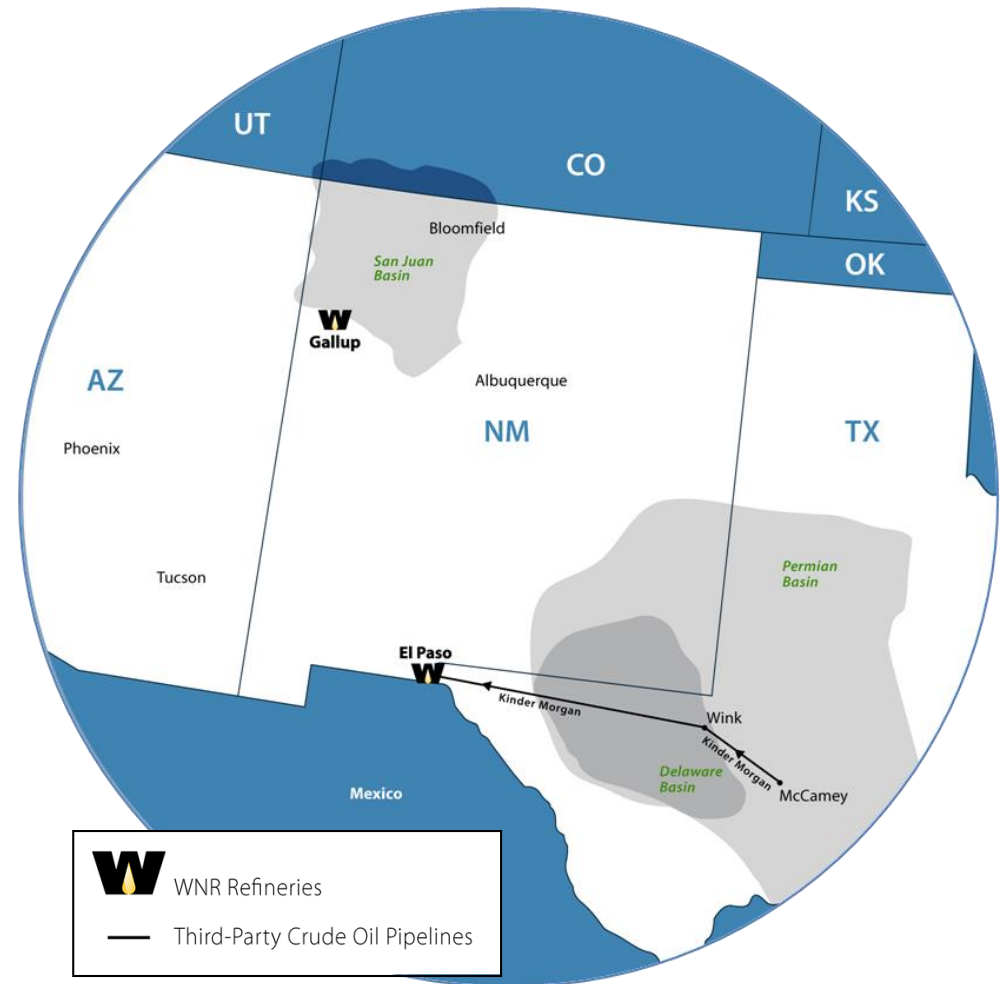 UT
CO
KS
OK
Bloomfield
San Juan
Basin
W
Gallup
AZ
Albuquerque
NM
TX
Phoenix
Permian
Basin
Tucson
El Paso
W
Kinder Morgan
Wink
Kinder Morgan
Delaware
Basin
McCamey
Mexico
W WNR Refineries
Third-Party Crude Oil Pipelines